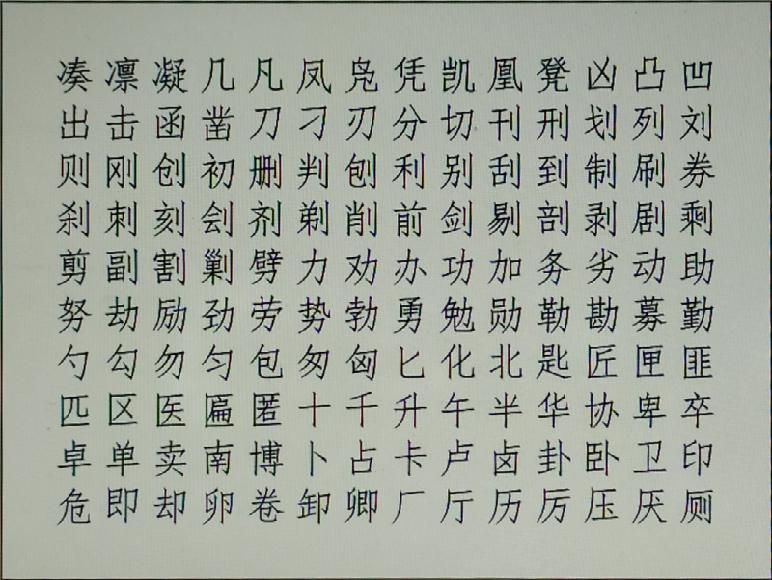 凑凛凝几凡凤凫凭凯凰凳凶凸凹
出击函凿刀刁刃分切刊刑划列刘
则刚创初删判刨利别刮到制刷券
刹刺刻刽剂剃削前剑剔剖剥剧剩
剪副割剿劈力劝办功加务劣动助
努劫励劲劳势勃勇勉勋勒勘募勤
勺勾勿匀包匆匈匕化北匙匠匣匪
匹区医匾匿十千升午半华协卑卒
卓单卖南博卜占卡卢卤卦卧卫印
危即却卵卷卸卿厂厅历厉压厌厕